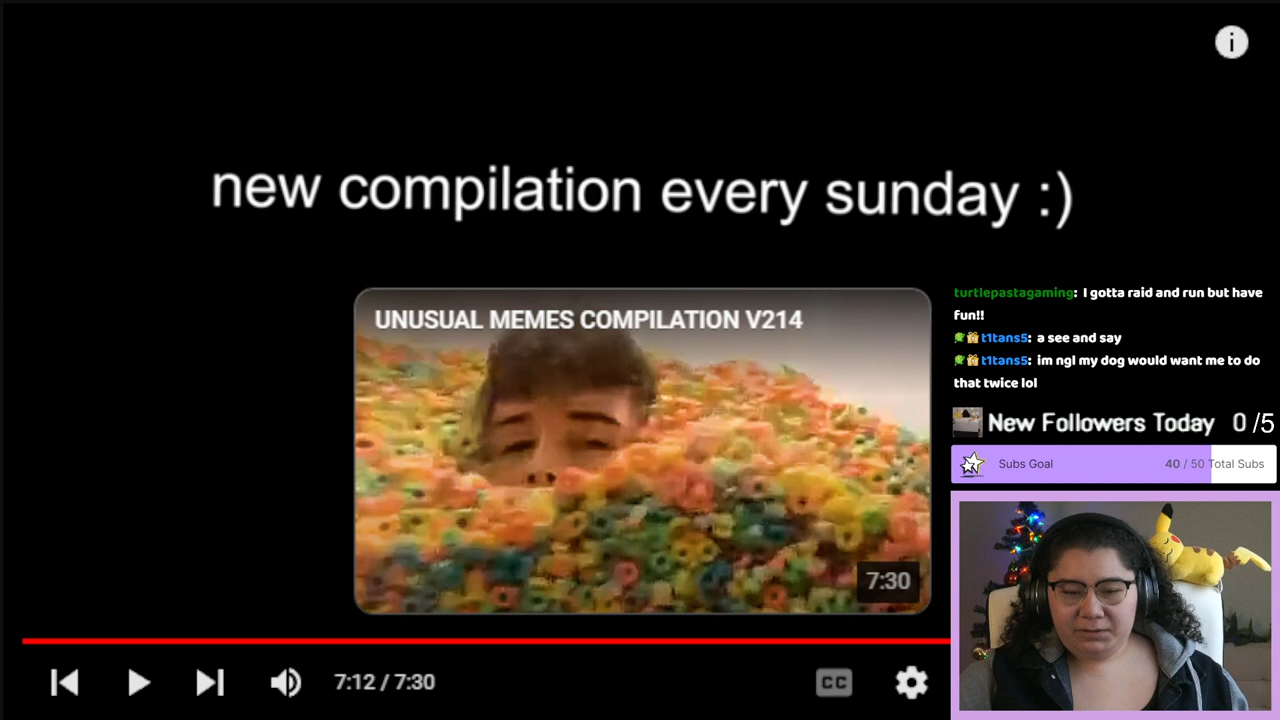 new compilation every sunday :)
UNUSUAL MEMES COMPILATION V214
7:30
turtlepastagaming: I gotta raid and run but have
fun!!
t1tans5: a see and say
t1tans5: im ngl my dog would want me to do
that twice lol
New Followers Today 0 /5
Subs Goal 40 / 50 Total Subs
7:12 / 7:30
CC